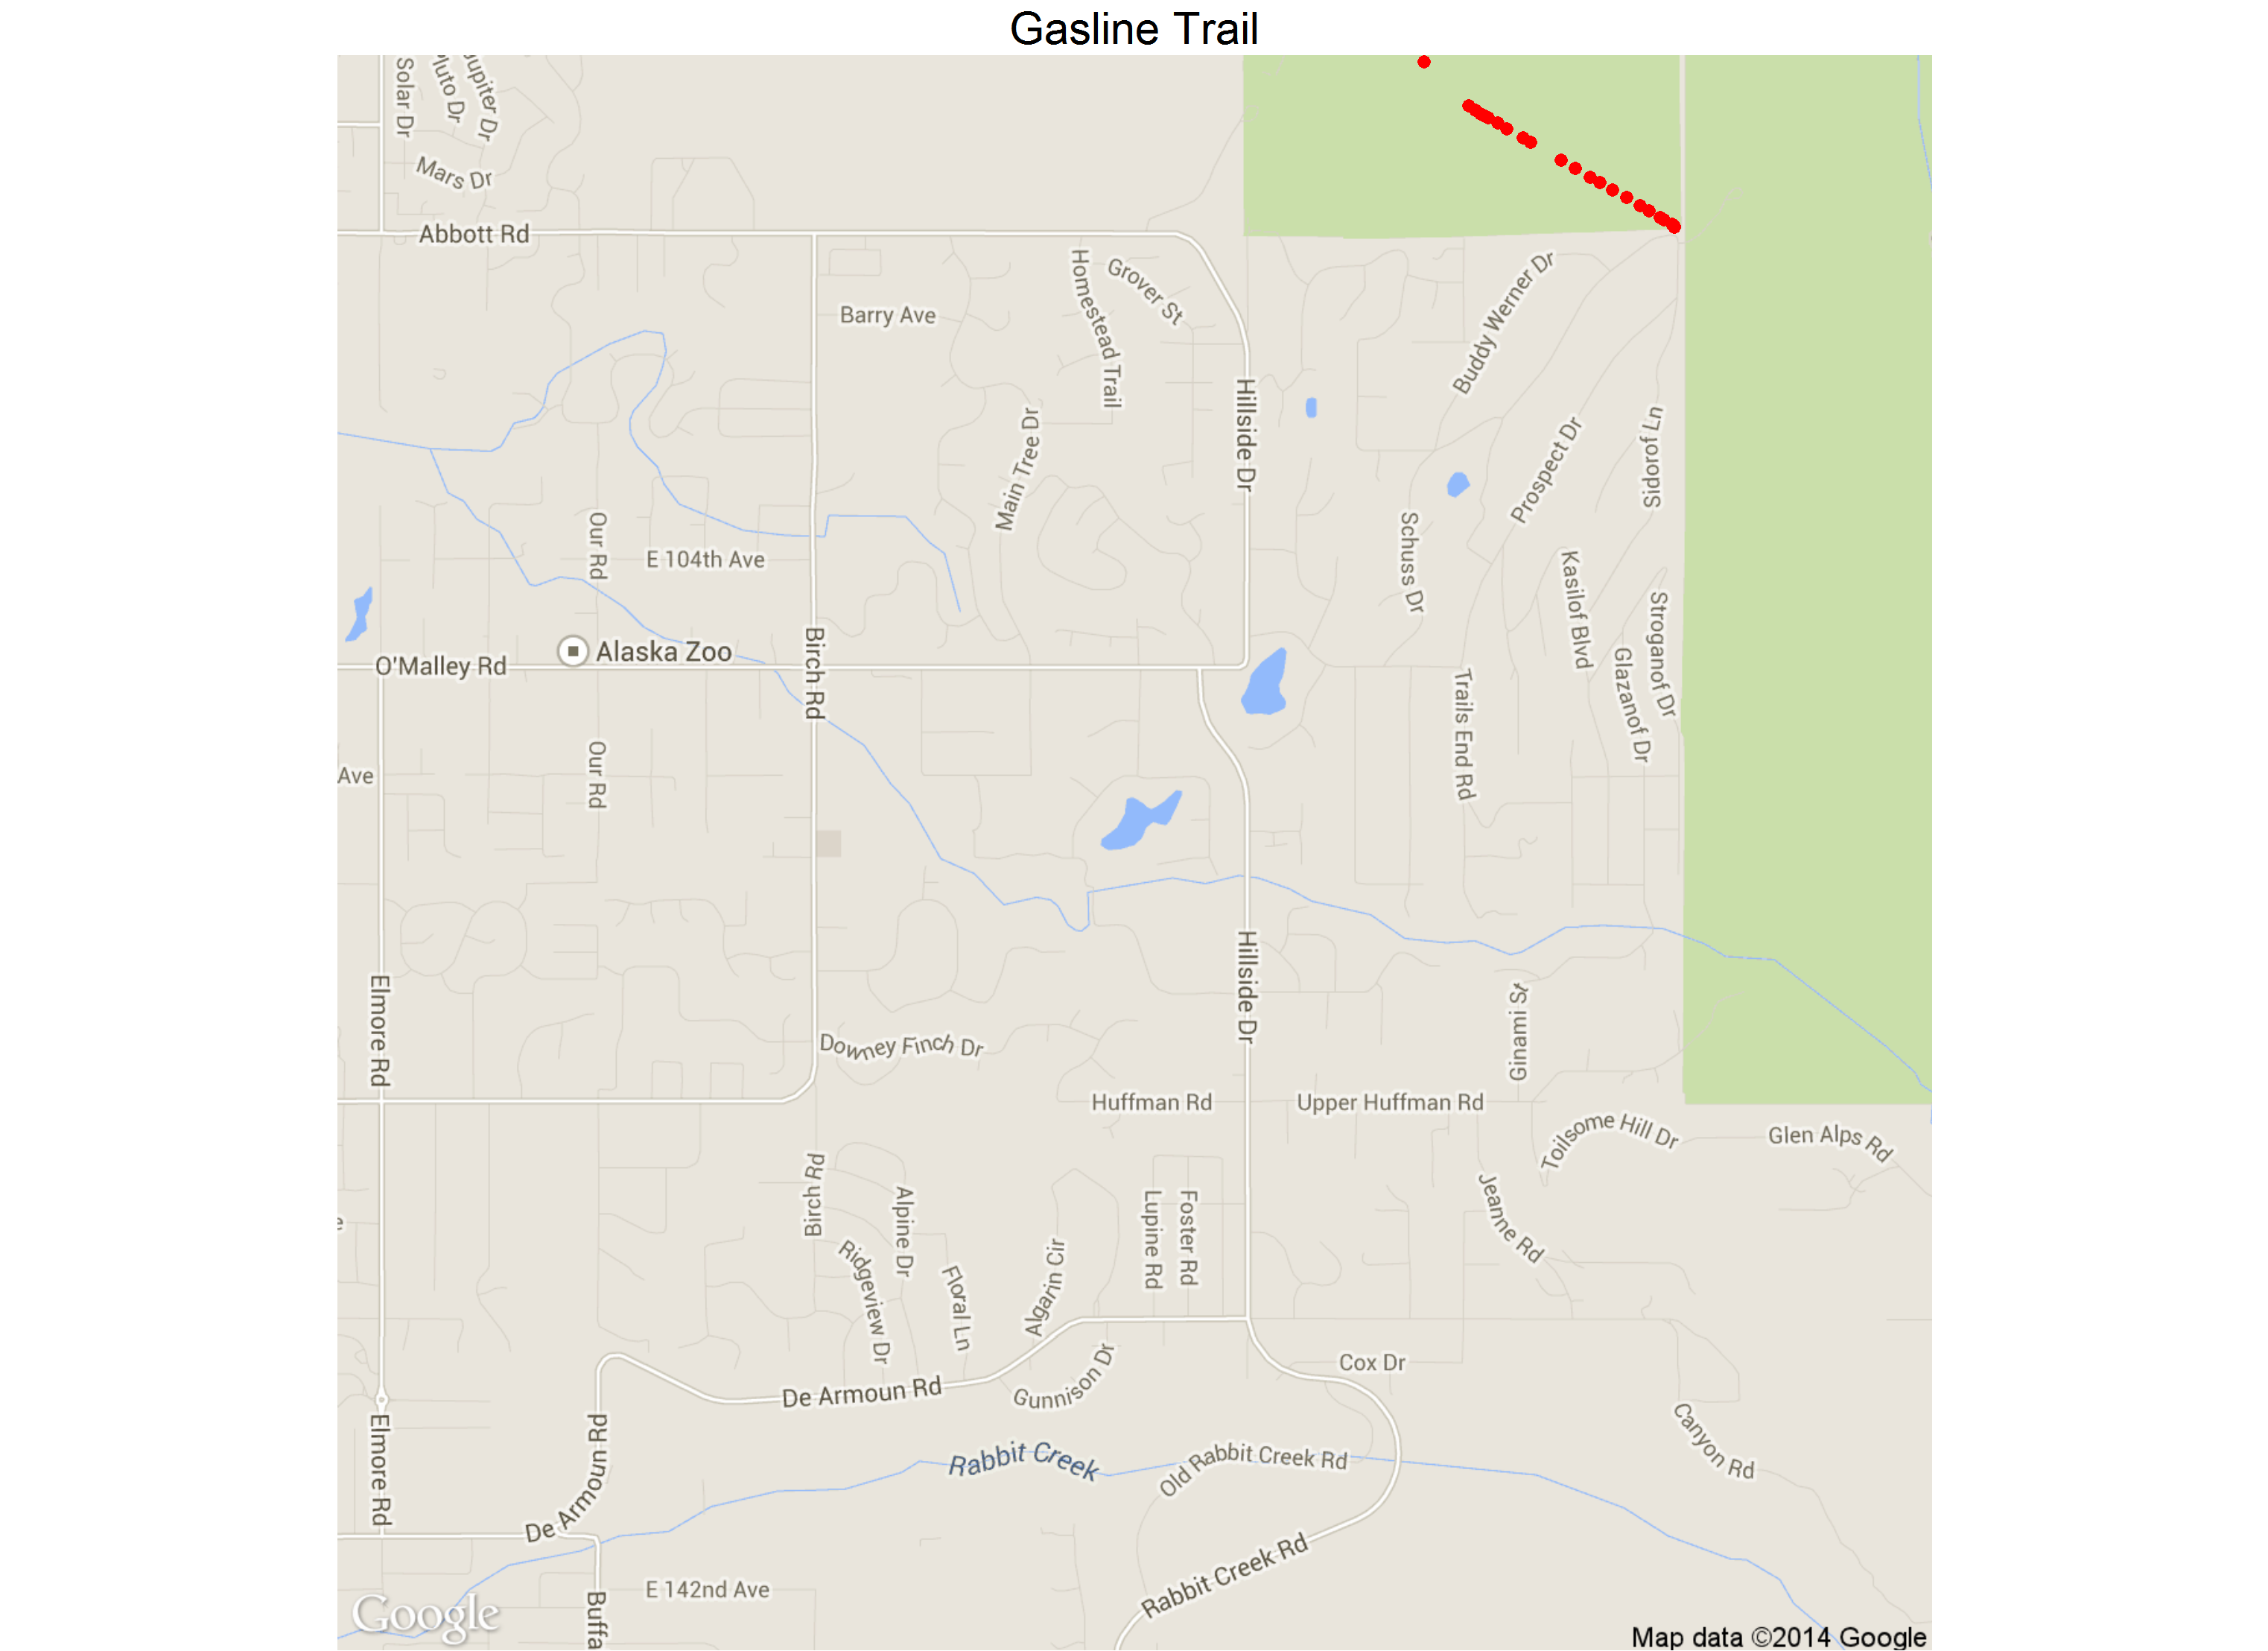 Gasline Trail
Solar Dr
Pluto Dr
Jupiter Dr
Mars Dr
Abbott Rd
Homestead Trail
Grover St
Buddy Werner Dr
Barry Ave
Hillside Dr
Main Tree Dr
Prospect Dr
Sidorof Ln
Our Rd
E 104th Ave
Schuss Dr
Kasilof Blvd
Stroganof Dr
Glazanof Dr
Alaska Zoo
O'Malley Rd
Birch Rd
Trails End Rd
Ave
Our Rd
Hillside Dr
Elmore Rd
Downey Finch Dr
Ginami St
Huffman Rd
Upper Huffman Rd
Toilsome Hill Dr
Glen Alps Rd
Birch Rd
Alpine Dr
Ridgeview Dr
Floral Ln
Algarin Cir
Lupine Rd
Foster Rd
Jeanne Rd
Cox Dr
De Armoun Rd
Gunnison Dr
Canyon Rd
Elmore Rd
De Armoun Rd
Rabbit Creek
Old Rabbit Creek Rd
Rabbit Creek Rd
E 142nd Ave
Buffa
Google
Map data ©2014 Google